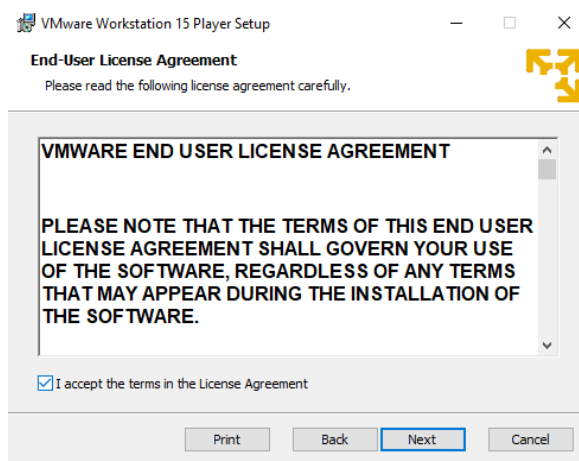 VMware Workstation 15 Player Setup
End-User License Agreement
Please read the following license agreement carefully.
VMWARE END USER LICENSE AGREEMENT
PLEASE NOTE THAT THE TERMS OF THIS END USER
LICENSE AGREEMENT SHALL GOVERN YOUR USE
OF THE SOFTWARE, REGARDLESS OF ANY TERMS
THAT MAY APPEAR DURING THE INSTALLATION OF
THE SOFTWARE.
I accept the terms in the License Agreement
Print Back Next Cancel